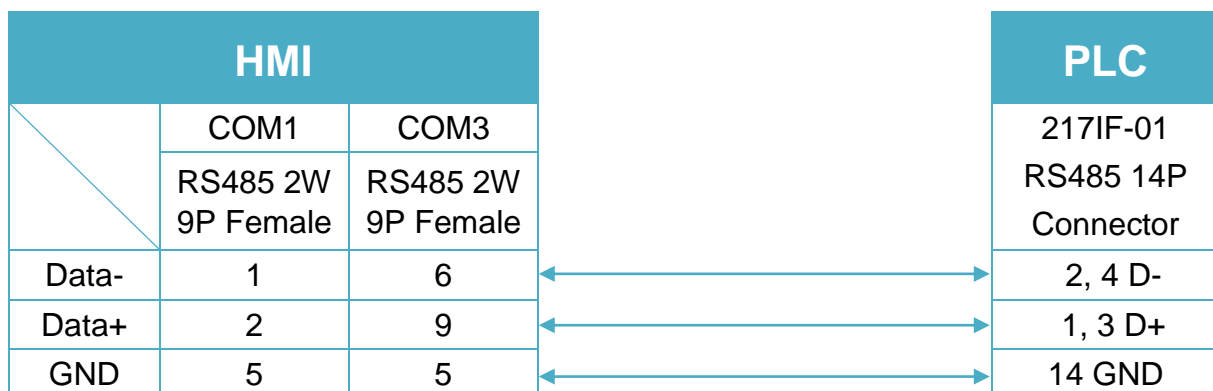 HMI PLC
COM1 COM3 217IF-01
RS485 2W RS485 2W RS485 14P
9P Female 9P Female Connector
Data- 1 6 2, 4 D-
Data+ 2 9 1, 3 D+
GND 5 5 14 GND